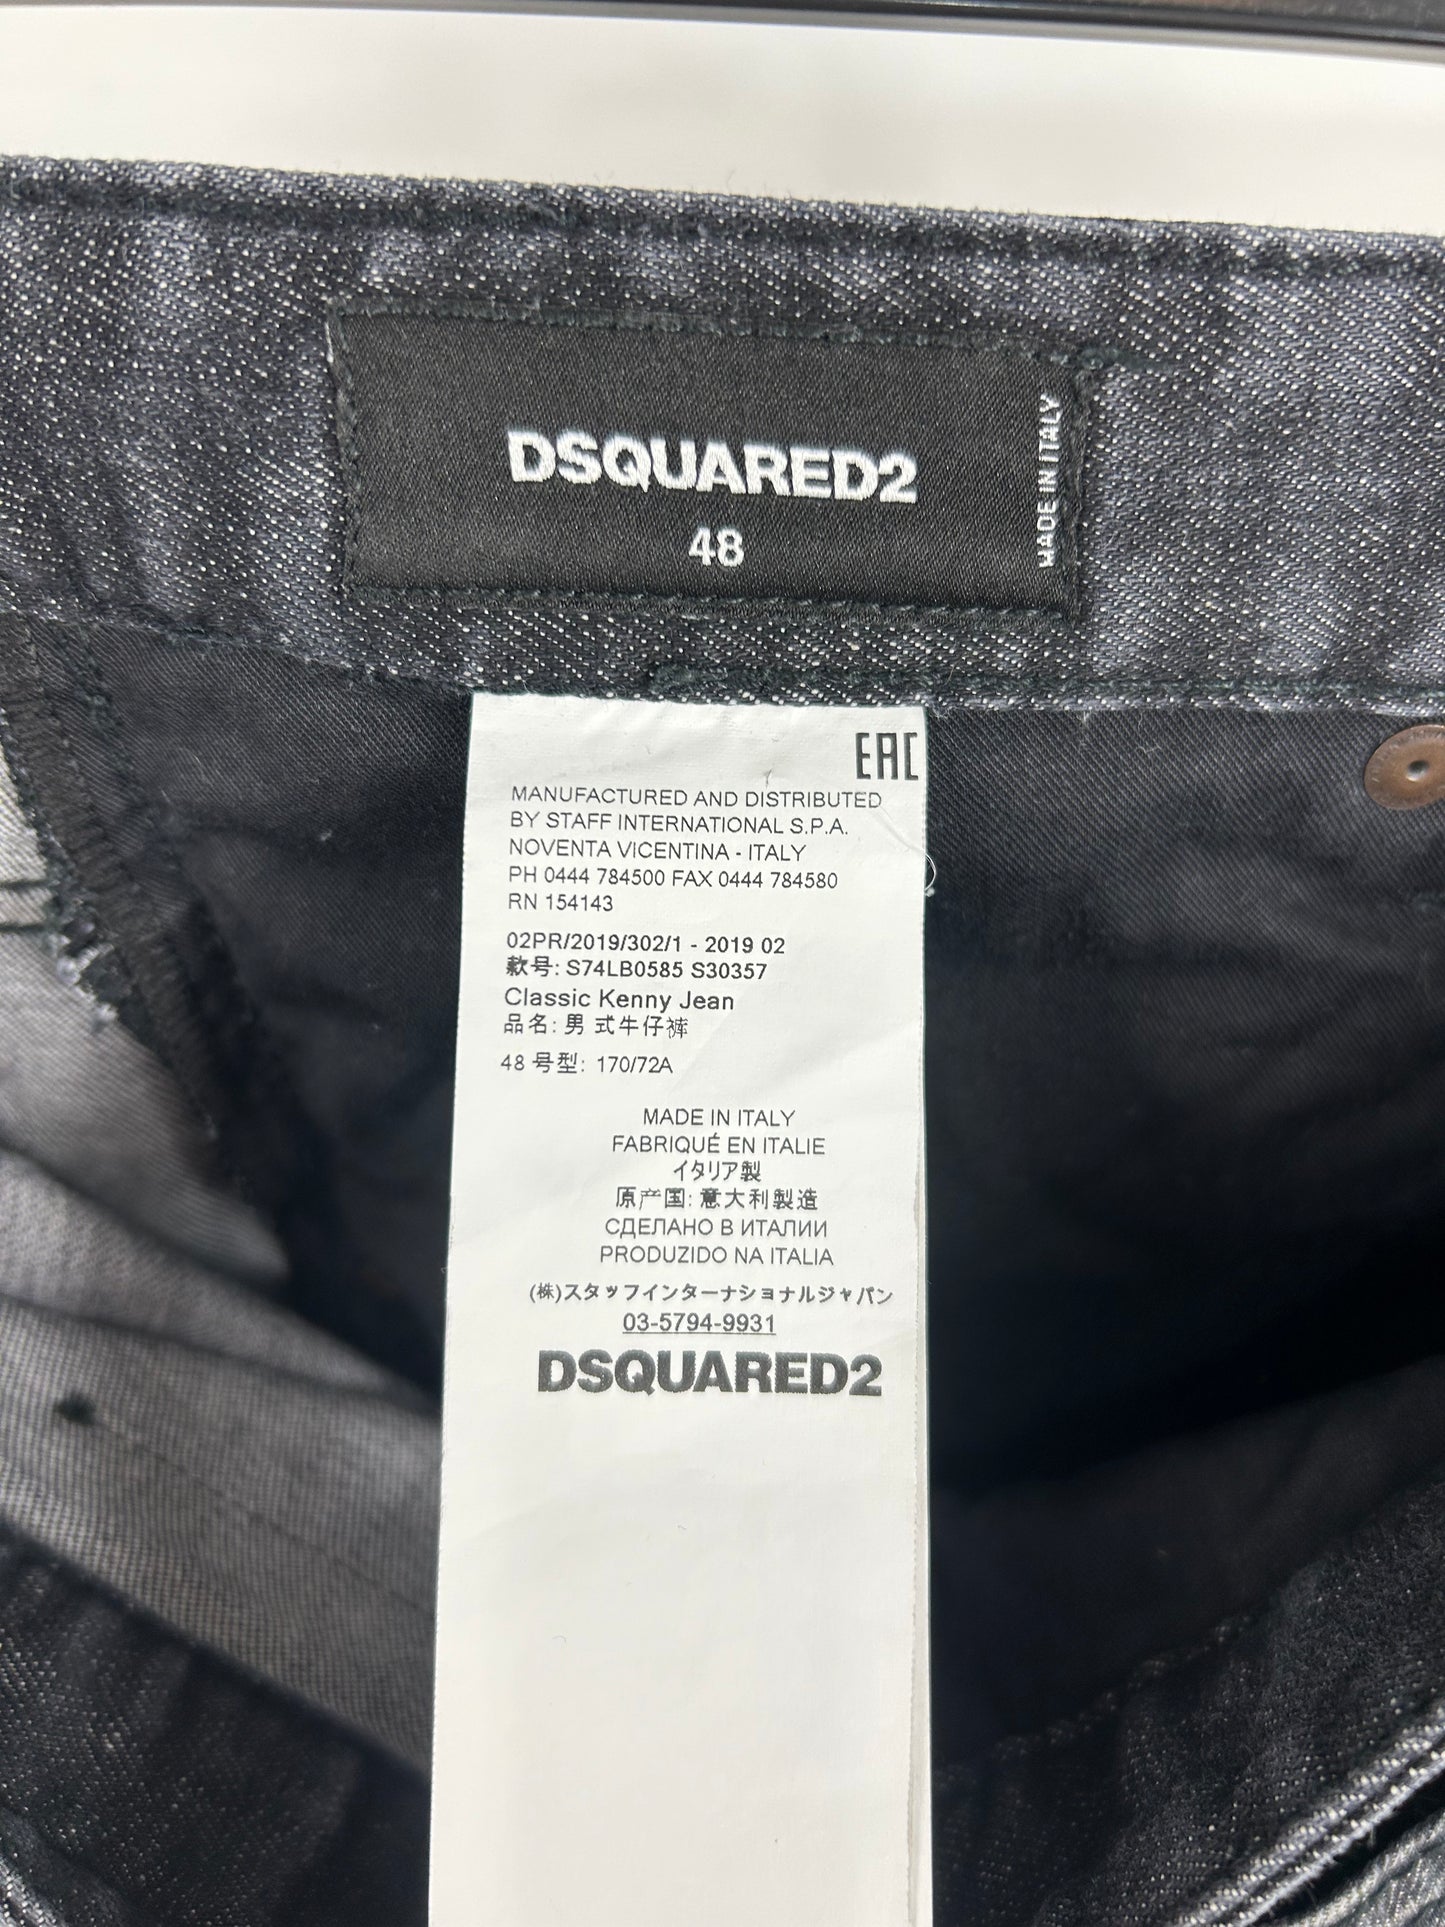 DSQUARED2
48
MADE IN ITALY
EAC
MANUFACTURED AND DISTRIBUTED
BY STAFF INTERNATIONAL S.P.A.
NOVENTA VICENTINA - ITALY
PH 0444 784500 FAX 0444 784580
RN 154143
02PR/2019/302/1 - 2019 02
款号: S74LB0585 S30357
Classic Kenny Jean
品名: 男 式牛仔裤
48 号型: 170/72A
MADE IN ITALY
FABRIQUÉ EN ITALIE
イタリア製
原产国: 意大利製造
СДЕЛАНО В ИТАЛИИ
PRODUZIDO NA ITALIA
(株)スタッフインターナショナルジャパン
03-5794-9931
DSQUARED2